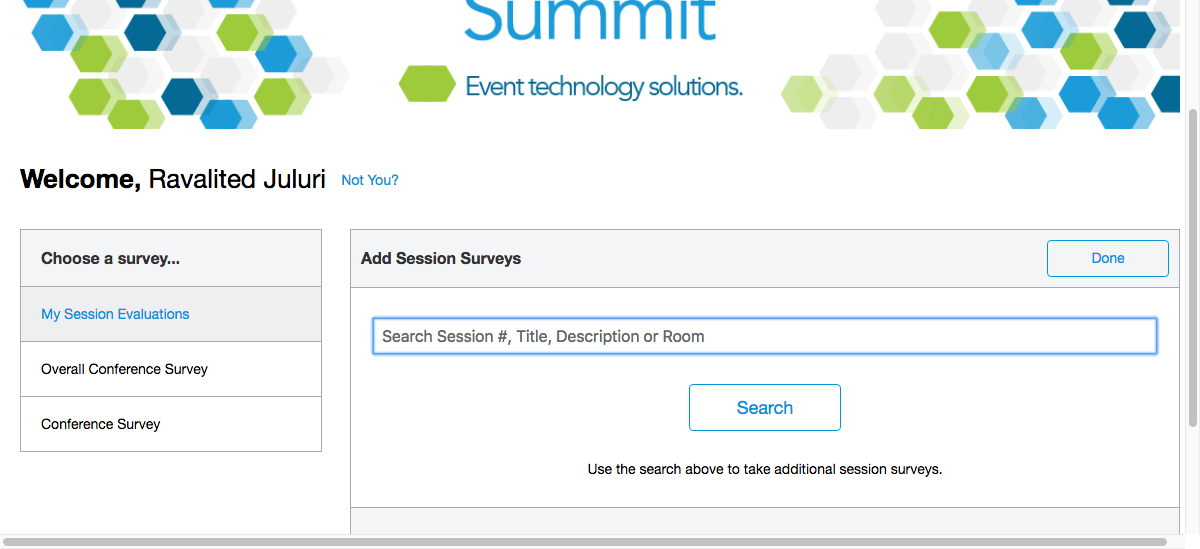 Summit
Event technology solutions.
Welcome, Ravalited Juluri Not You?
Choose a survey...
My Session Evaluations
Overall Conference Survey
Conference Survey
Add Session Surveys
Done
Search Session #, Title, Description or Room
Search
Use the search above to take additional session surveys.